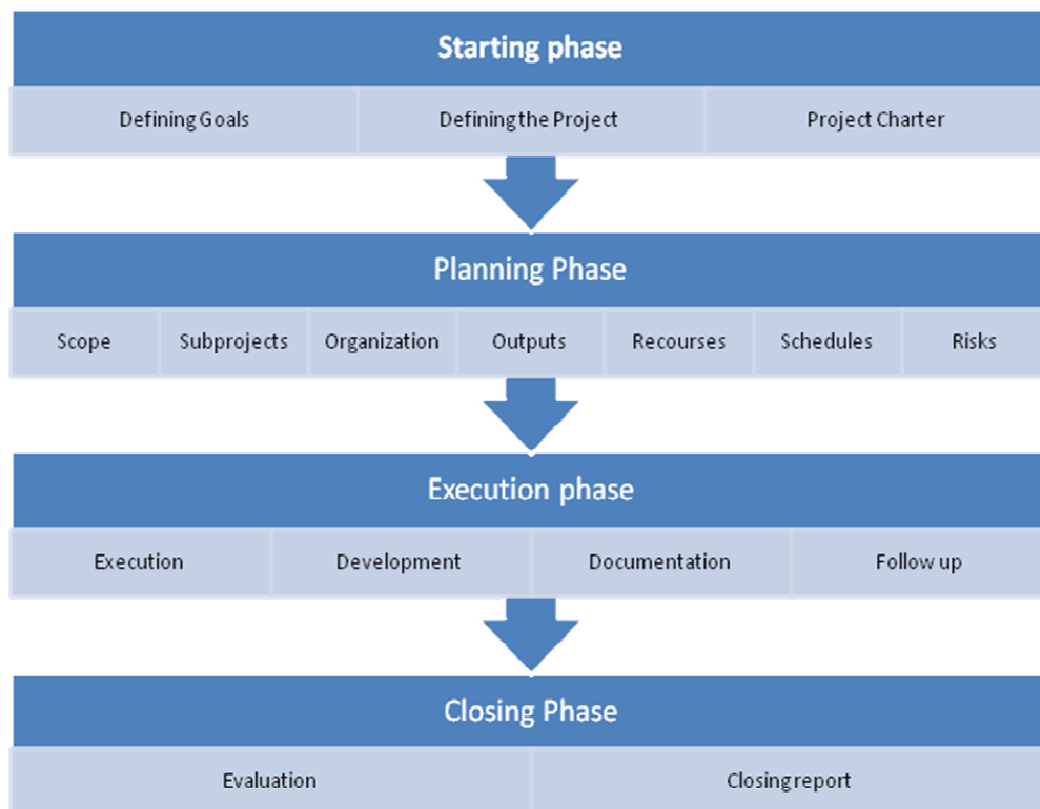 Starting phase
Defining Goals
Defining the Project
Project Charter
Planning Phase
Scope
Subprojects
Organization
Outputs
Recourses
Schedules
Risks
Execution phase
Execution
Development
Documentation
Follow up
Closing Phase
Evaluation
Closing report